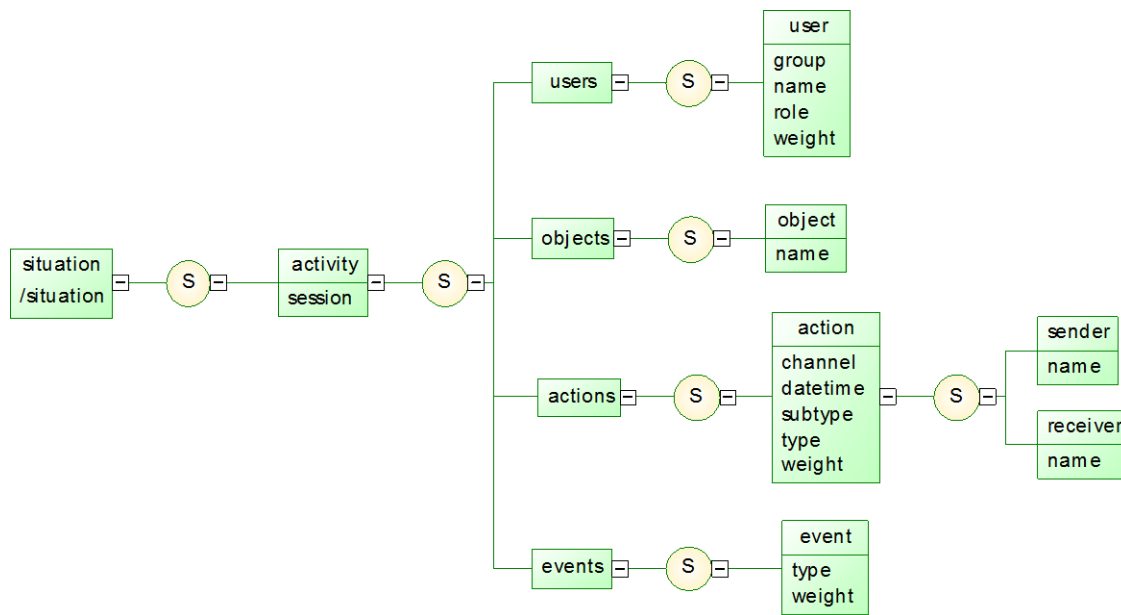 situation
/situation
S
activity
session
S
users
S
user
group
name
role
weight
objects
S
object
name
actions
S
action
channel
datetime
subtype
type
weight
S
sender
name
receiver
name
events
S
event
type
weight